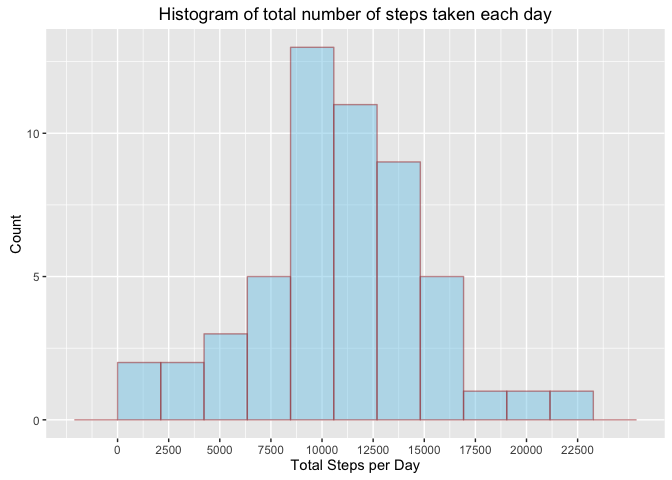 Histogram of total number of steps taken each day
Count
10
5
0
0 2500 5000 7500 10000 12500 15000 17500 20000 22500
Total Steps per Day